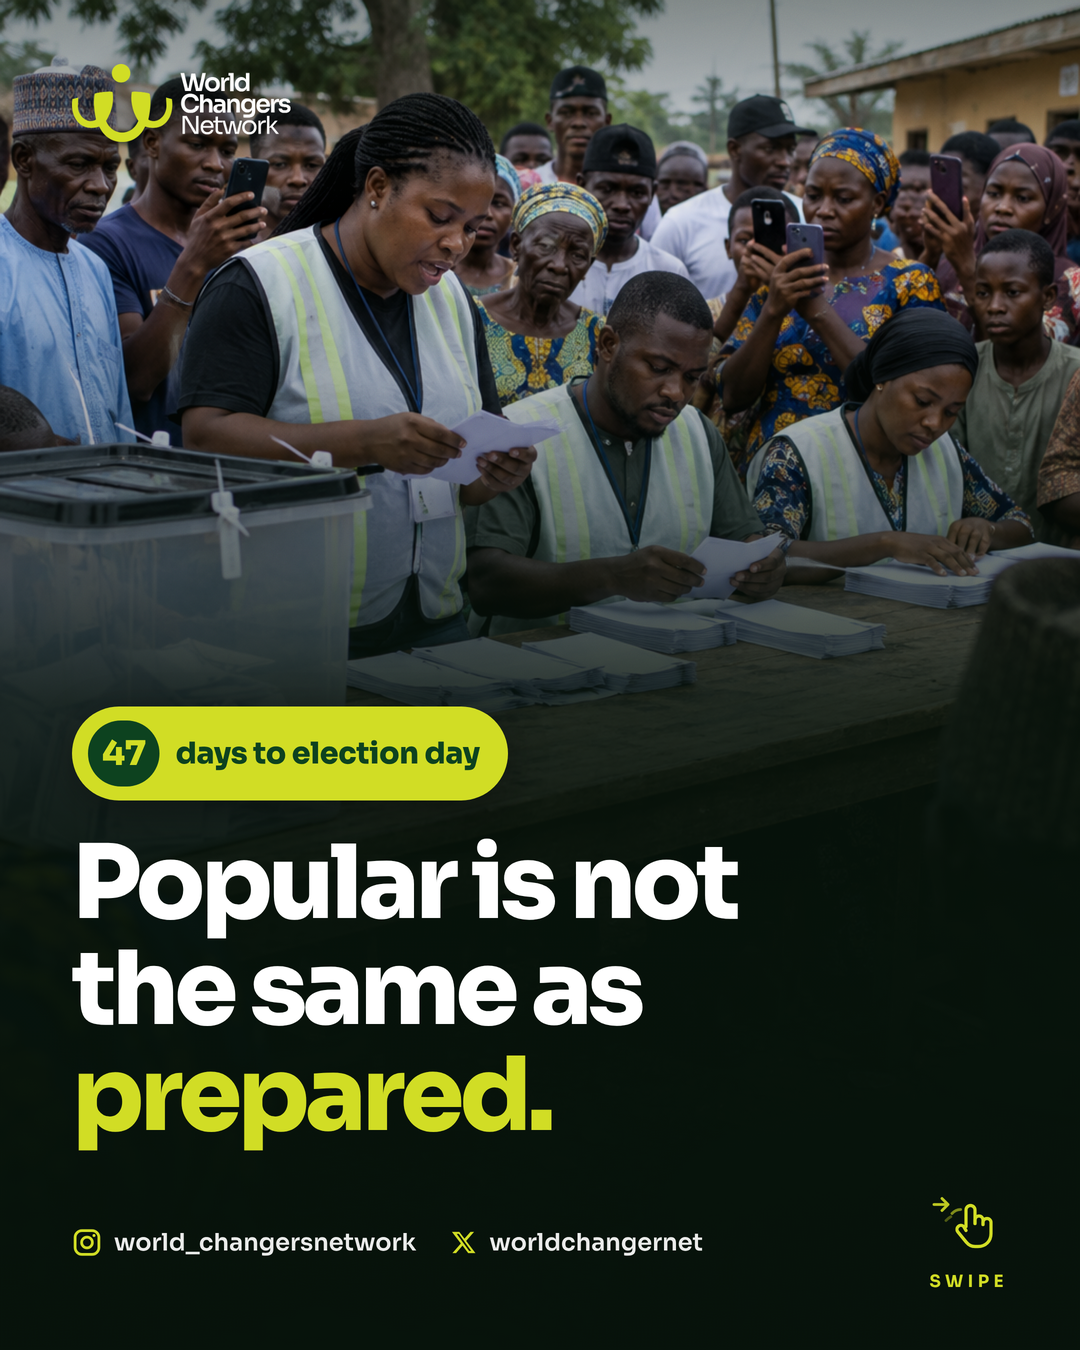 World
Changers
Network
47 days to election day
Popular is not
the same as
prepared.
world_changersnetwork worldchangernet
SWIPE